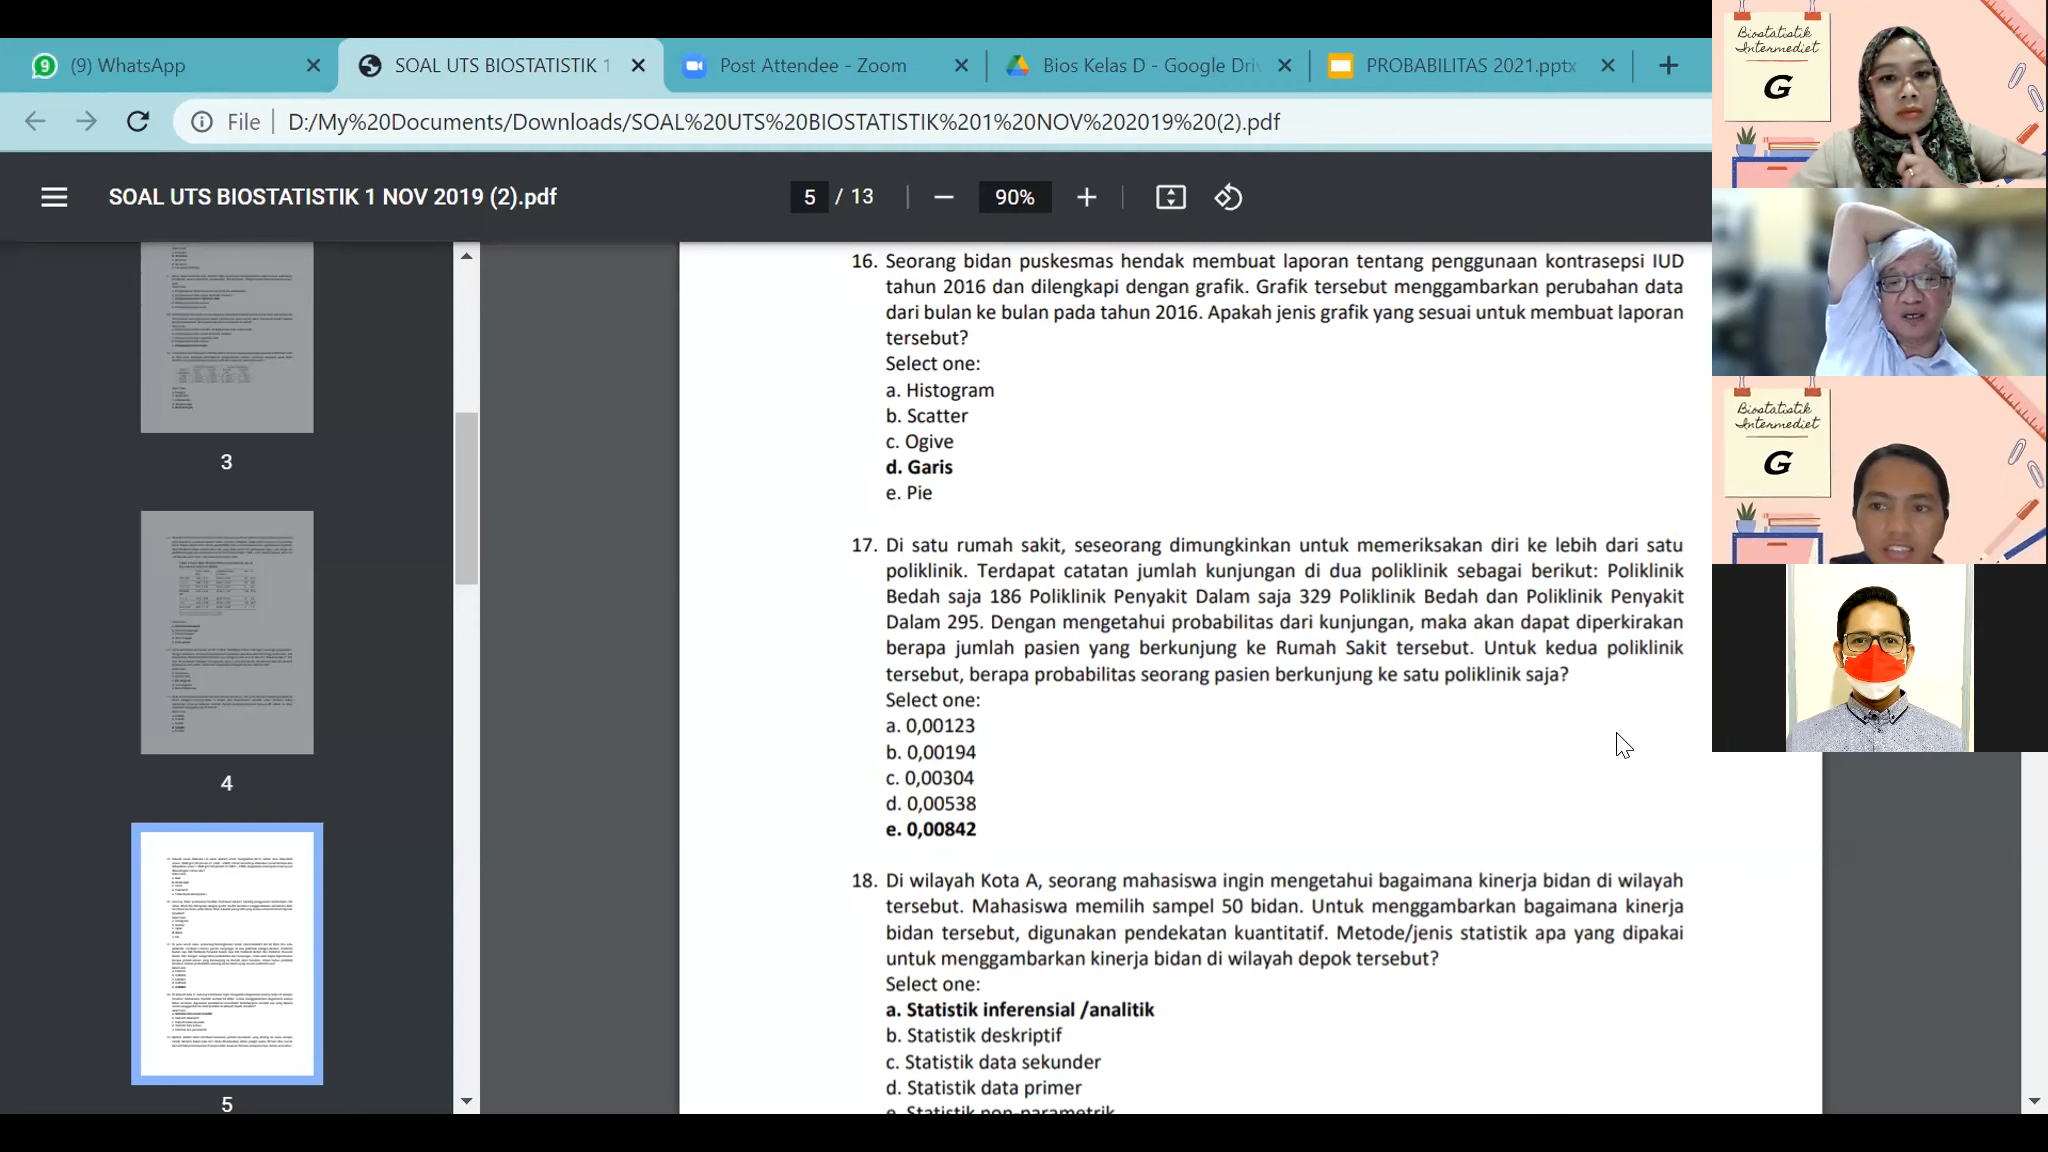 (9) WhatsApp
SOAL UTS BIOSTATISTIK 1
Post Attendee - Zoom
Bios Kelas D - Google Driv
PROBABILITAS 2021.pptx
File
D:/My%20Documents/Downloads/SOAL%20UTS%20BIOSTATISTIK%201%20NOV%202019%20(2).pdf
SOAL UTS BIOSTATISTIK 1 NOV 2019 (2).pdf
5 / 13
90%
3
4
5
16. Seorang bidan puskesmas hendak membuat laporan tentang penggunaan kontrasepsi IUD
tahun 2016 dan dilengkapi dengan grafik. Grafik tersebut menggambarkan perubahan data
dari bulan ke bulan pada tahun 2016. Apakah jenis grafik yang sesuai untuk membuat laporan
tersebut?
Select one:
a. Histogram
b. Scatter
c. Ogive
d. Garis
e. Pie
17. Di satu rumah sakit, seseorang dimungkinkan untuk memeriksakan diri ke lebih dari satu
poliklinik. Terdapat catatan jumlah kunjungan di dua poliklinik sebagai berikut: Poliklinik
Bedah saja 186 Poliklinik Penyakit Dalam saja 329 Poliklinik Bedah dan Poliklinik Penyakit
Dalam 295. Dengan mengetahui probabilitas dari kunjungan, maka akan dapat diperkirakan
berapa jumlah pasien yang berkunjung ke Rumah Sakit tersebut. Untuk kedua poliklinik
tersebut, berapa probabilitas seorang pasien berkunjung ke satu poliklinik saja?
Select one:
a. 0,00123
b. 0,00194
c. 0,00304
d. 0,00538
e. 0,00842
18. Di wilayah Kota A, seorang mahasiswa ingin mengetahui bagaimana kinerja bidan di wilayah
tersebut. Mahasiswa memilih sampel 50 bidan. Untuk menggambarkan bagaimana kinerja
bidan tersebut, digunakan pendekatan kuantitatif. Metode/jenis statistik apa yang dipakai
untuk menggambarkan kinerja bidan di wilayah depok tersebut?
Select one:
a. Statistik inferensial /analitik
b. Statistik deskriptif
c. Statistik data sekunder
d. Statistik data primer
e. Statistik non-parametrik
Biostatistik
Intermediet
G
Biostatistik
Intermediet
G